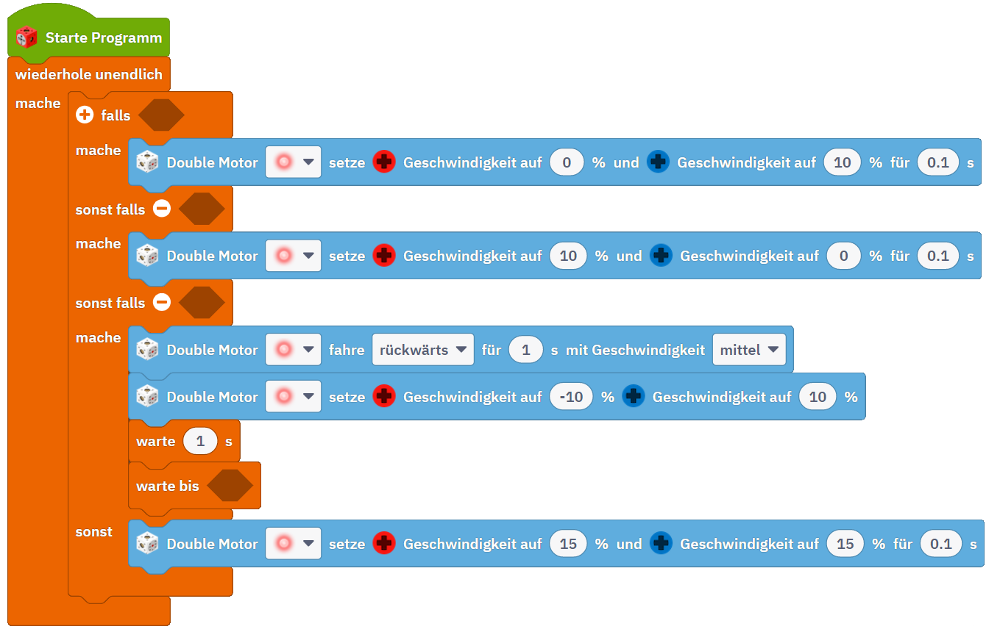 Starte Programm
wiederhole unendlich
mache
falls
mache Double Motor setze Geschwindigkeit auf 0 % und Geschwindigkeit auf 10 % für 0.1 s
sonst falls
mache Double Motor setze Geschwindigkeit auf 10 % und Geschwindigkeit auf 0 % für 0.1 s
sonst falls
mache Double Motor fahre rückwärts für 1 s mit Geschwindigkeit mittel
Double Motor setze Geschwindigkeit auf -10 % Geschwindigkeit auf 10 %
warte 1 s
warte bis
sonst Double Motor setze Geschwindigkeit auf 15 % und Geschwindigkeit auf 15 % für 0.1 s